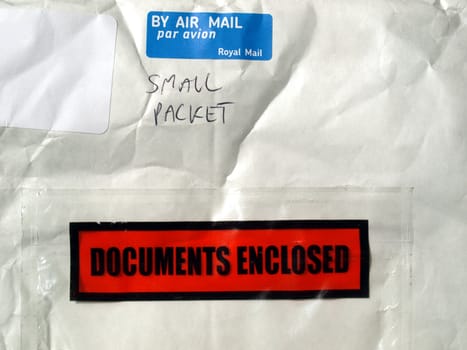 BY AIR MAIL
par avion
Royal Mail
SMALL
PACKET
DOCUMENTS ENCLOSED